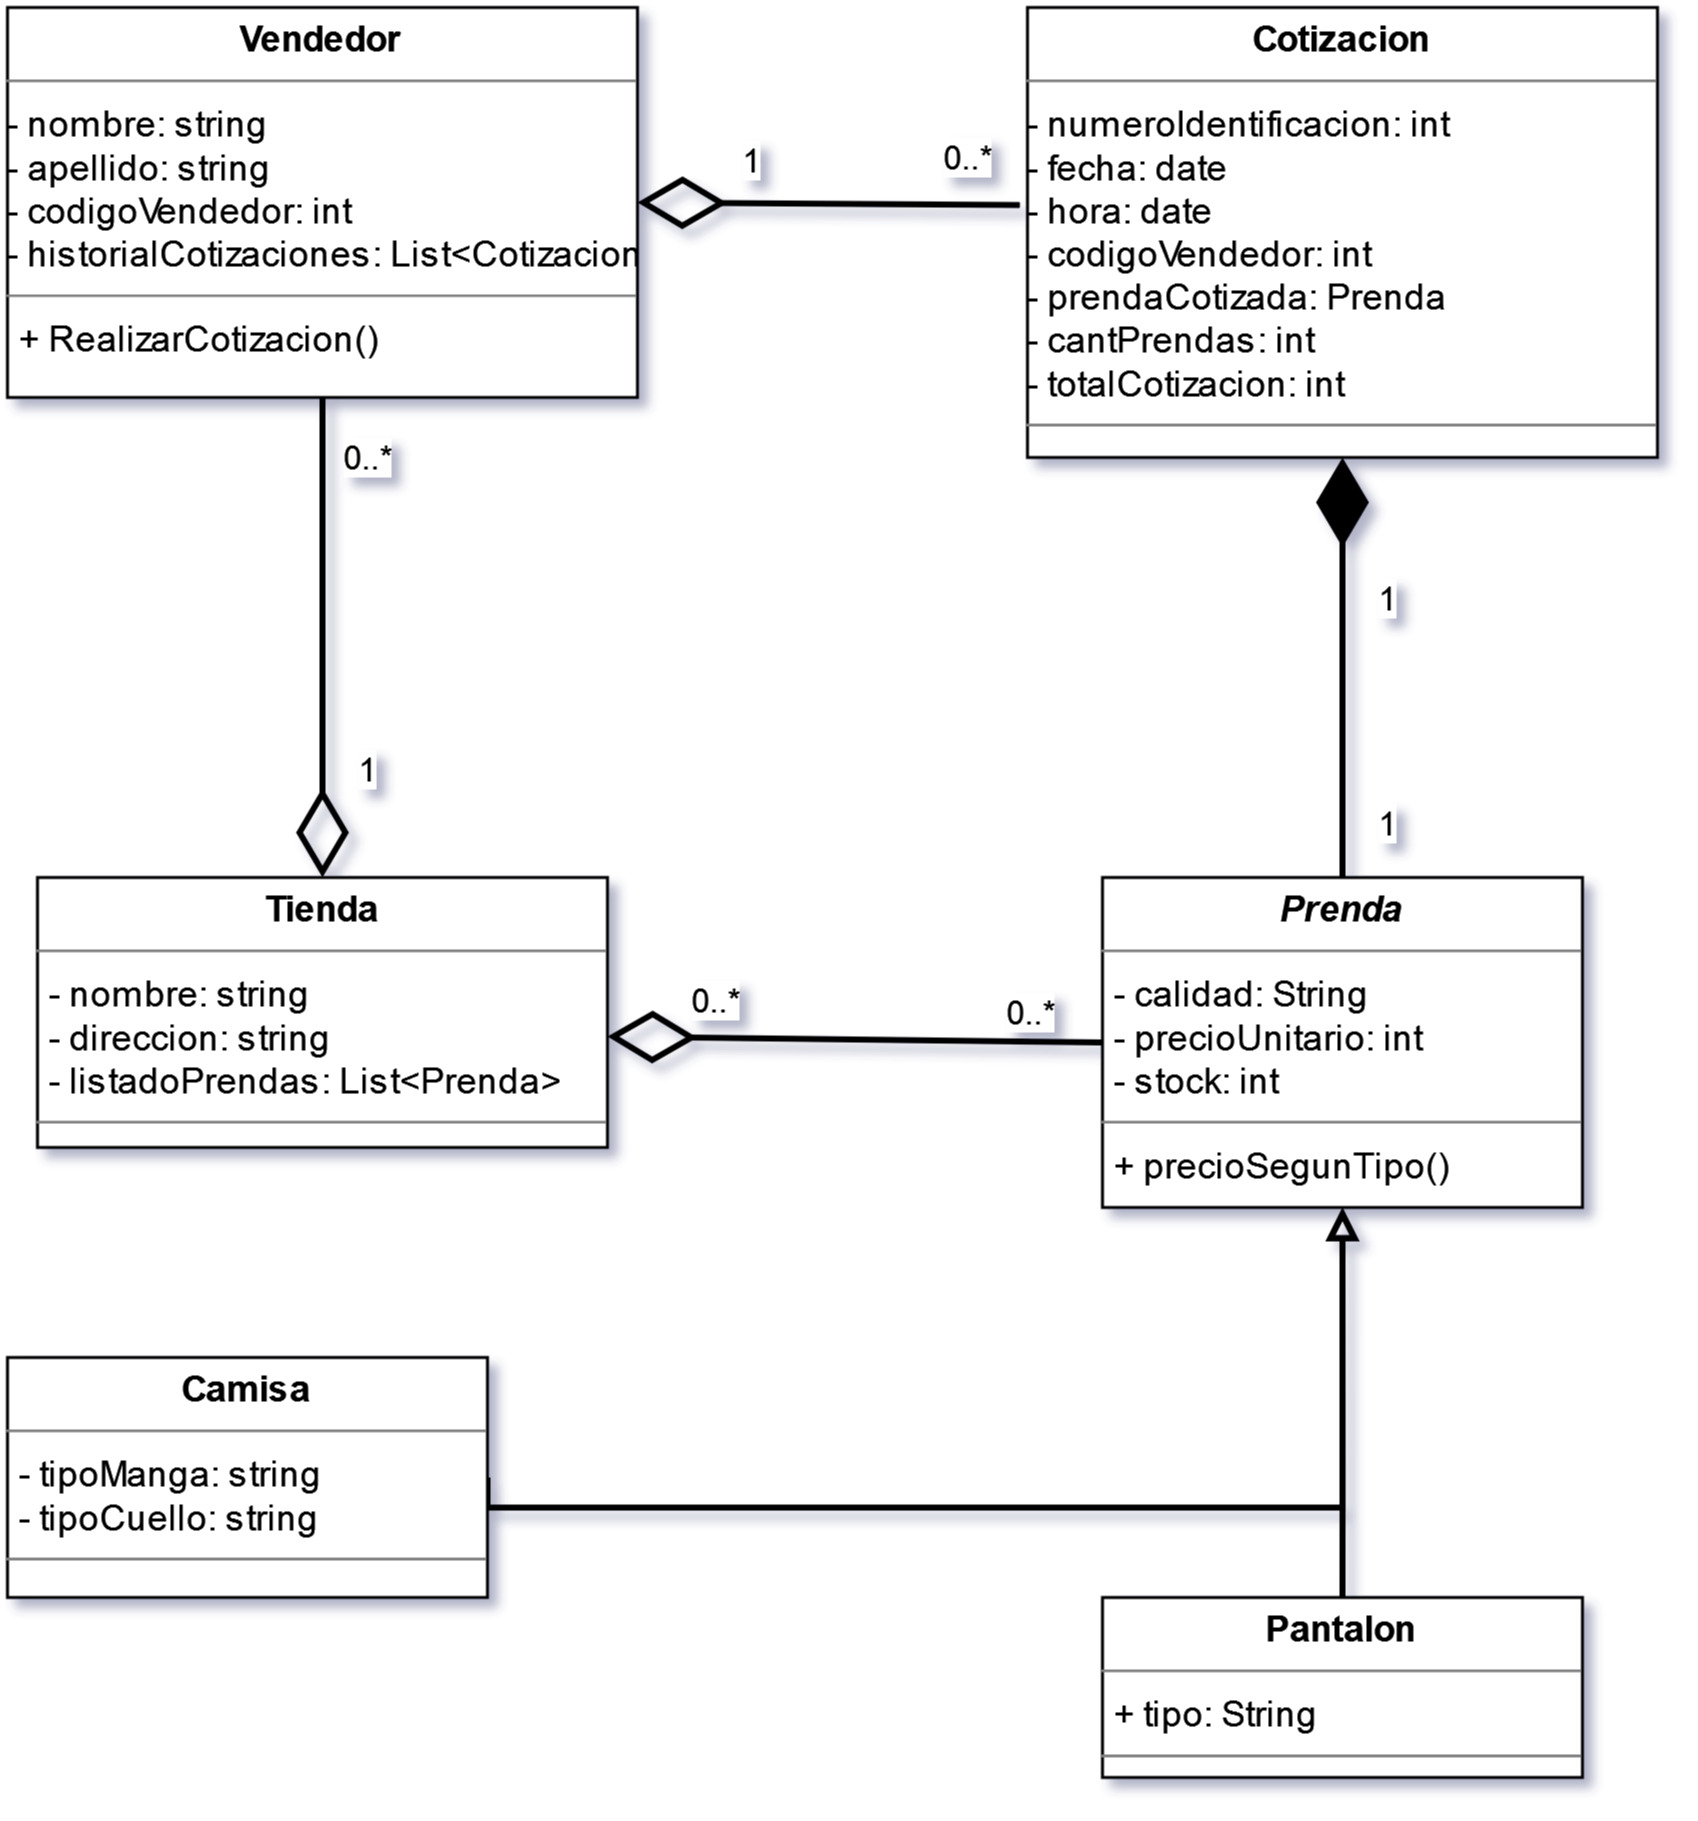 Vendedor
- nombre: string
- apellido: string
- codigoVendedor: int
- historialCotizaciones: List<Cotizacion
+ RealizarCotizacion()
1
0..*
Cotizacion
- numeroIdentificacion: int
- fecha: date
- hora: date
- codigoVendedor: int
- prendaCotizada: Prenda
- cantPrendas: int
- totalCotizacion: int
0..*
1
1
1
Tienda
- nombre: string
- direccion: string
- listadoPrendas: List<Prenda>
0..*
0..*
Prenda
- calidad: String
- precioUnitario: int
- stock: int
+ precioSegunTipo()
Camisa
- tipoManga: string
- tipoCuello: string
Pantalon
+ tipo: String